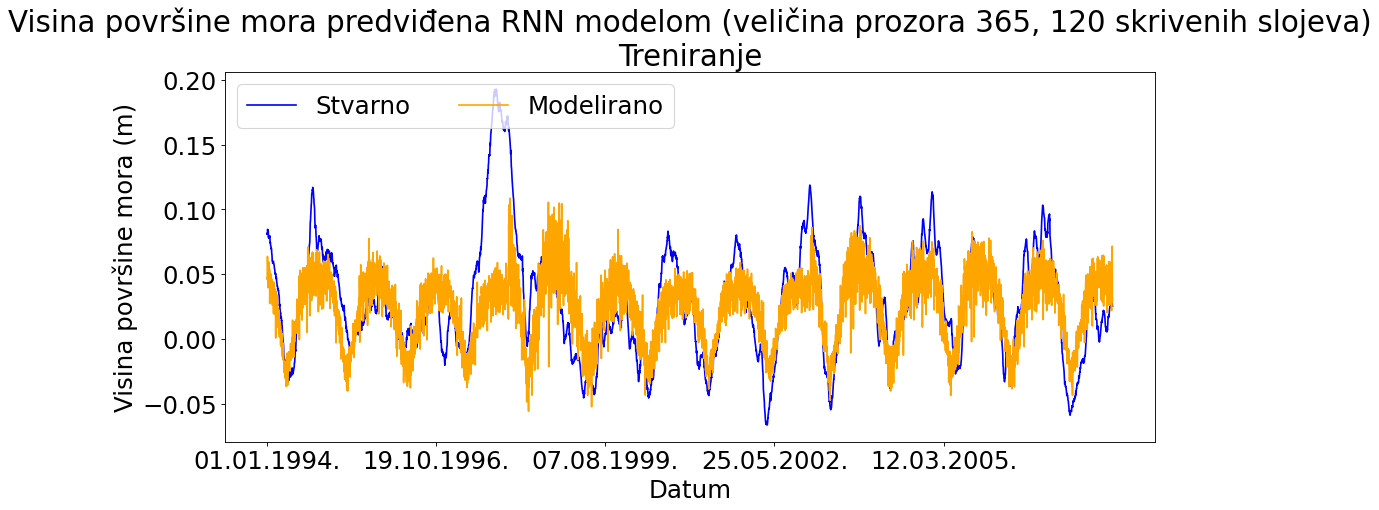 Visina površine mora predviđena RNN modelom (veličina prozora 365, 120 skrivenih slojeva)
Treniranje
Stvarno Modelirano
Visina površine mora (m)
0.20
0.15
0.10
0.05
0.00
−0.05
01.01.1994. 19.10.1996. 07.08.1999. 25.05.2002. 12.03.2005.
Datum